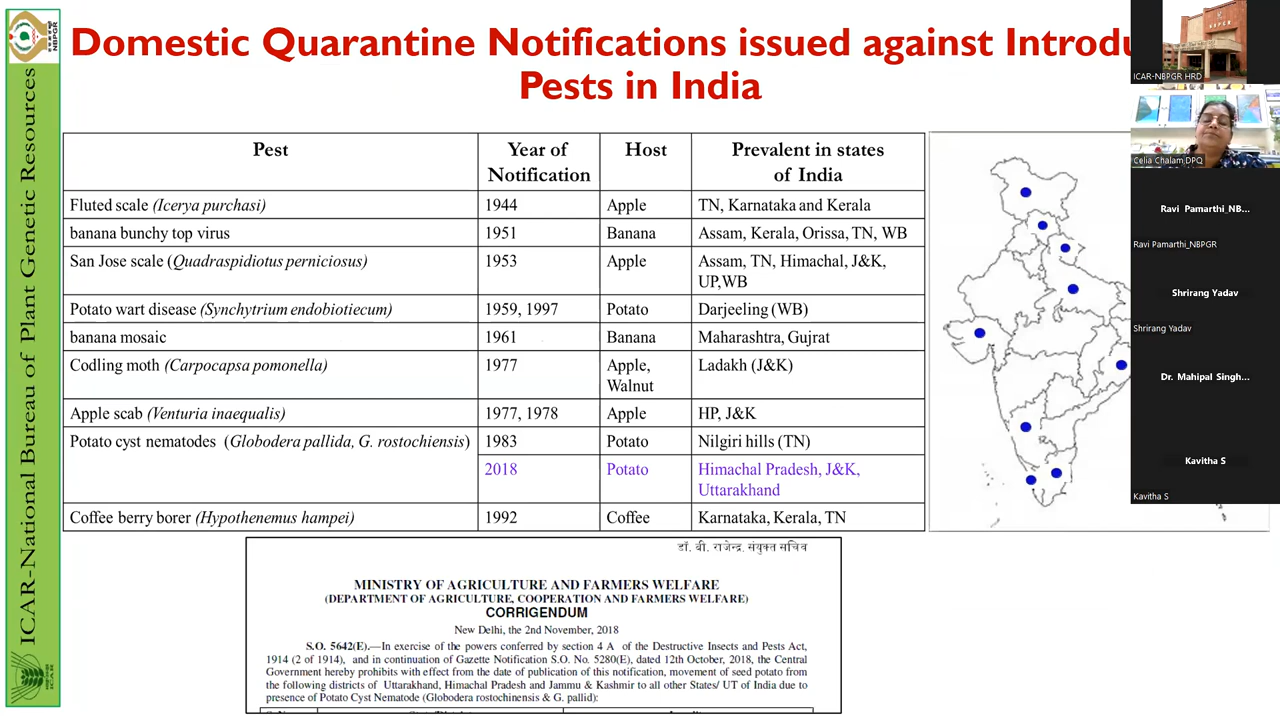 ICAR-National Bureau of Plant Genetic Resources
NBPGR
ICAR
Domestic Quarantine Notifications issued against Introdu
Pests in India
Pest Year of Notification Host Prevalent in states of India
Fluted scale (Icerya purchasi) 1944 Apple TN, Karnataka and Kerala
banana bunchy top virus 1951 Banana Assam, Kerala, Orissa, TN, WB
San Jose scale (Quadraspidiotus perniciosus) 1953 Apple Assam, TN, Himachal, J&K,
UP,WB
Potato wart disease (Synchytrium endobiotiecum) 1959, 1997 Potato Darjeeling (WB)
banana mosaic 1961 Banana Maharashtra, Gujrat
Codling moth (Carpocapsa pomonella) 1977 Apple, Ladakh (J&K)
Walnut
Apple scab (Venturia inaequalis) 1977, 1978 Apple HP, J&K
Potato cyst nematodes (Globodera pallida, G. rostochiensis) 1983 Potato Nilgiri hills (TN)
2018 Potato Himachal Pradesh, J&K,
Uttarakhand
Coffee berry borer (Hypothenemus hampei) 1992 Coffee Karnataka, Kerala, TN
डॉ. बी. राजेन्द्र, संयुक्त सचिव
MINISTRY OF AGRICULTURE AND FARMERS WELFARE
(DEPARTMENT OF AGRICULTURE, COOPERATION AND FARMERS WELFARE)
CORRIGENDUM
New Delhi, the 2nd November, 2018
S.O. 5642(E).—In exercise of the powers conferred by section 4 A of the Destructive Insects and Pests Act,
1914 (2 of 1914), and in continuation of Gazette Notification S.O. No. 5280(E), dated 12th October, 2018, the Central
Government hereby prohibits with effect from the date of publication of this notification, movement of seed potato from
the following districts of Uttarakhand, Himachal Pradesh and Jammu & Kashmir to all other States/ UT of India due to
presence of Potato Cyst Nematode (Globodera rostochinensis & G. pallid):
ICAR-NBPGR HRD
Celia Chalam DPQ
Ravi Pamarthi_NB...
Ravi Pamarthi_NBPGR
Shrirang Yadav
Shrirang Yadav
Dr. Mahipal Singh...
Kavitha S
Kavitha S